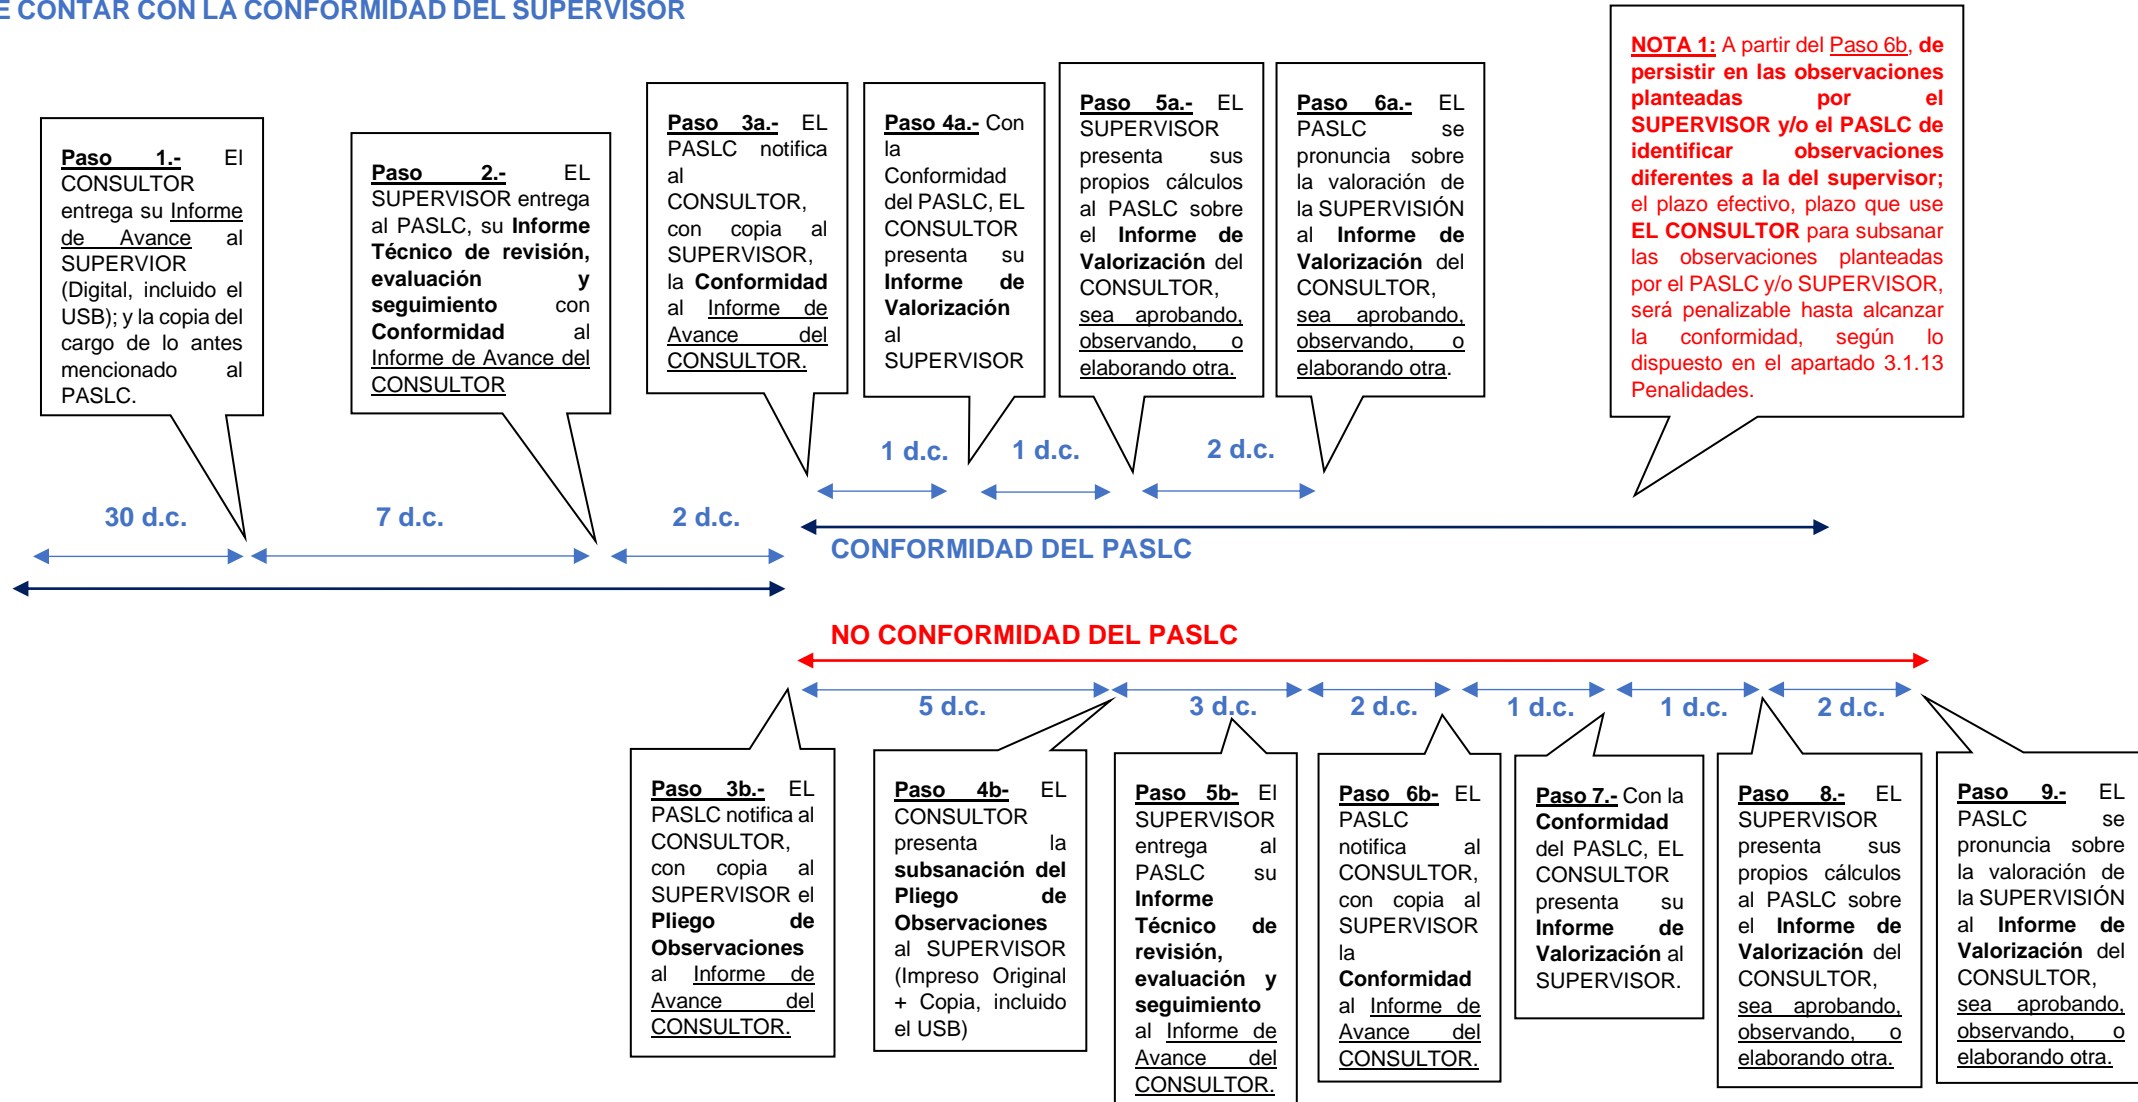 E CONTAR CON LA CONFORMIDAD DEL SUPERVISOR
Paso 1.- El
CONSULTOR
entrega su Informe
de Avance al
SUPERVIOR
(Digital, incluido el
USB); y la copia del
cargo de lo antes
mencionado al
PASLC.
Paso 2.- EL
SUPERVISOR entrega
al PASLC, su Informe
Técnico de revisión,
evaluación y
seguimiento con
Conformidad al
Informe de Avance del
CONSULTOR
Paso 3a.- EL
PASLC notifica
al
CONSULTOR,
con copia al
SUPERVISOR,
la Conformidad
al Informe de
Avance del
CONSULTOR.
Paso 4a.- Con
la
Conformidad
del PASLC, EL
CONSULTOR
presenta su
Informe de
Valorización
al
SUPERVISOR
Paso 5a.- EL
SUPERVISOR
presenta sus
propios cálculos
al PASLC sobre
el Informe de
Valorización del
CONSULTOR,
sea aprobando,
observando, o
elaborando otra.
Paso 6a.- EL
PASLC se
pronuncia sobre
la valoración de
la SUPERVISIÓN
al Informe de
Valorización del
CONSULTOR,
sea aprobando,
observando, o
elaborando otra.
NOTA 1: A partir del Paso 6b, de
persistir en las observaciones
planteadas por el
SUPERVISOR y/o el PASLC de
identificar observaciones
diferentes a la del supervisor;
el plazo efectivo, plazo que use
EL CONSULTOR para subsanar
las observaciones planteadas
por el PASLC y/o SUPERVISOR,
será penalizable hasta alcanzar
la conformidad, según lo
dispuesto en el apartado 3.1.13
Penalidades.
1 d.c.
1 d.c.
2 d.c.
30 d.c.
7 d.c.
2 d.c.
CONFORMIDAD DEL PASLC
NO CONFORMIDAD DEL PASLC
5 d.c.
3 d.c.
2 d.c.
1 d.c.
1 d.c.
2 d.c.
Paso 3b.- EL
PASLC notifica al
CONSULTOR,
con copia al
SUPERVISOR el
Pliego de
Observaciones
al Informe de
Avance del
CONSULTOR.
Paso 4b- EL
CONSULTOR
presenta la
subsanación del
Pliego de
Observaciones
al SUPERVISOR
(Impreso Original
+ Copia, incluido
el USB)
Paso 5b- El
SUPERVISOR
entrega al
PASLC su
Informe
Técnico de
revisión,
evaluación y
seguimiento
al Informe de
Avance del
CONSULTOR.
Paso 6b- EL
PASLC
notifica al
CONSULTOR,
con copia al
SUPERVISOR
la
Conformidad
al Informe de
Avance del
CONSULTOR.
Paso 7.- Con la
Conformidad
del PASLC, EL
CONSULTOR
presenta su
Informe de
Valorización al
SUPERVISOR.
Paso 8.- EL
SUPERVISOR
presenta sus
propios cálculos
al PASLC sobre
el Informe de
Valorización del
CONSULTOR,
sea aprobando,
observando, o
elaborando otra.
Paso 9.- EL
PASLC se
pronuncia sobre
la valoración de
la SUPERVISIÓN
al Informe de
Valorización del
CONSULTOR,
sea aprobando,
observando, o
elaborando otra.